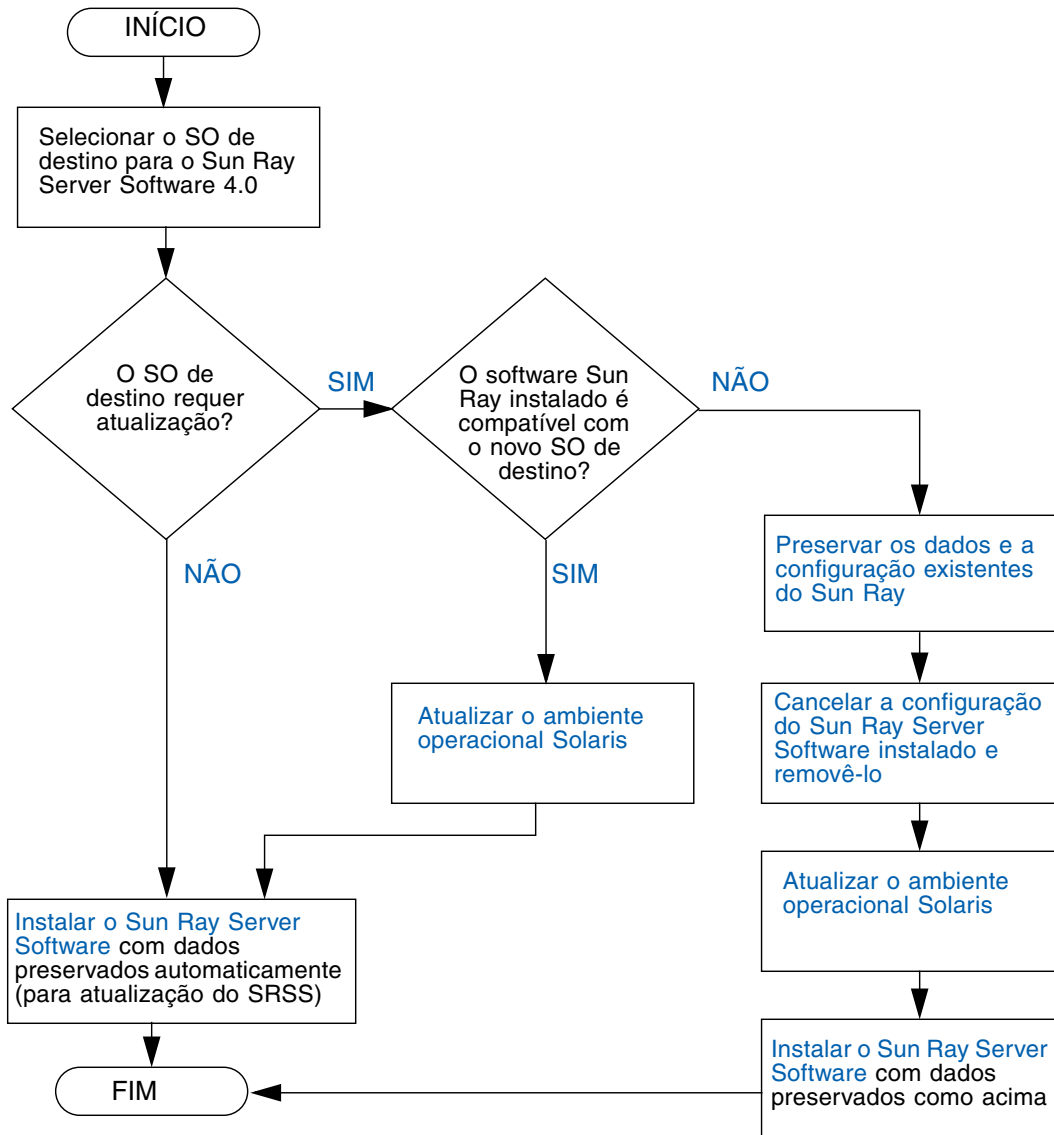 INÍCIO
Selecionar o SO de
destino para o Sun Ray
Server Software 4.0
O SO de
destino requer
atualização?
SIM
O software Sun
Ray instalado é
compatível com
o novo SO de
destino?
NÃO
NÃO
SIM
Preservar os dados e a
configuração existentes
do Sun Ray
Atualizar o ambiente
operacional Solaris
Cancelar a configuração
do Sun Ray Server
Software instalado e
removê-lo
Atualizar o ambiente
operacional Solaris
Instalar o Sun Ray Server
Software com dados
preservados automaticamente
(para atualização do SRSS)
Instalar o Sun Ray Server
Software com dados
preservados como acima
FIM